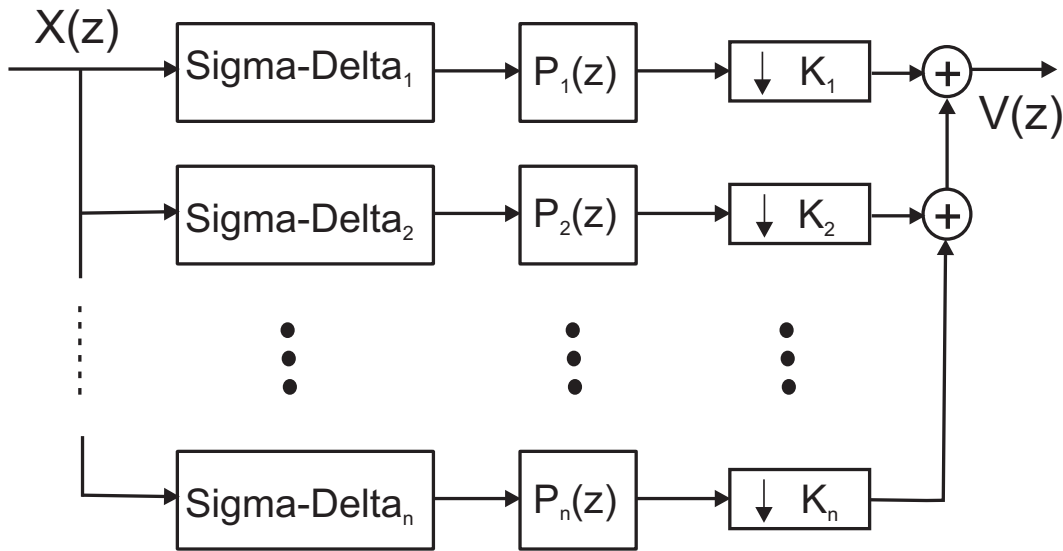 X(z)
Sigma-Delta₁ P₁(z) ↓ K₁ +
V(z)
Sigma-Delta₂ P₂(z) ↓ K₂ +
Sigma-Deltaₙ Pₙ(z) ↓ Kₙ